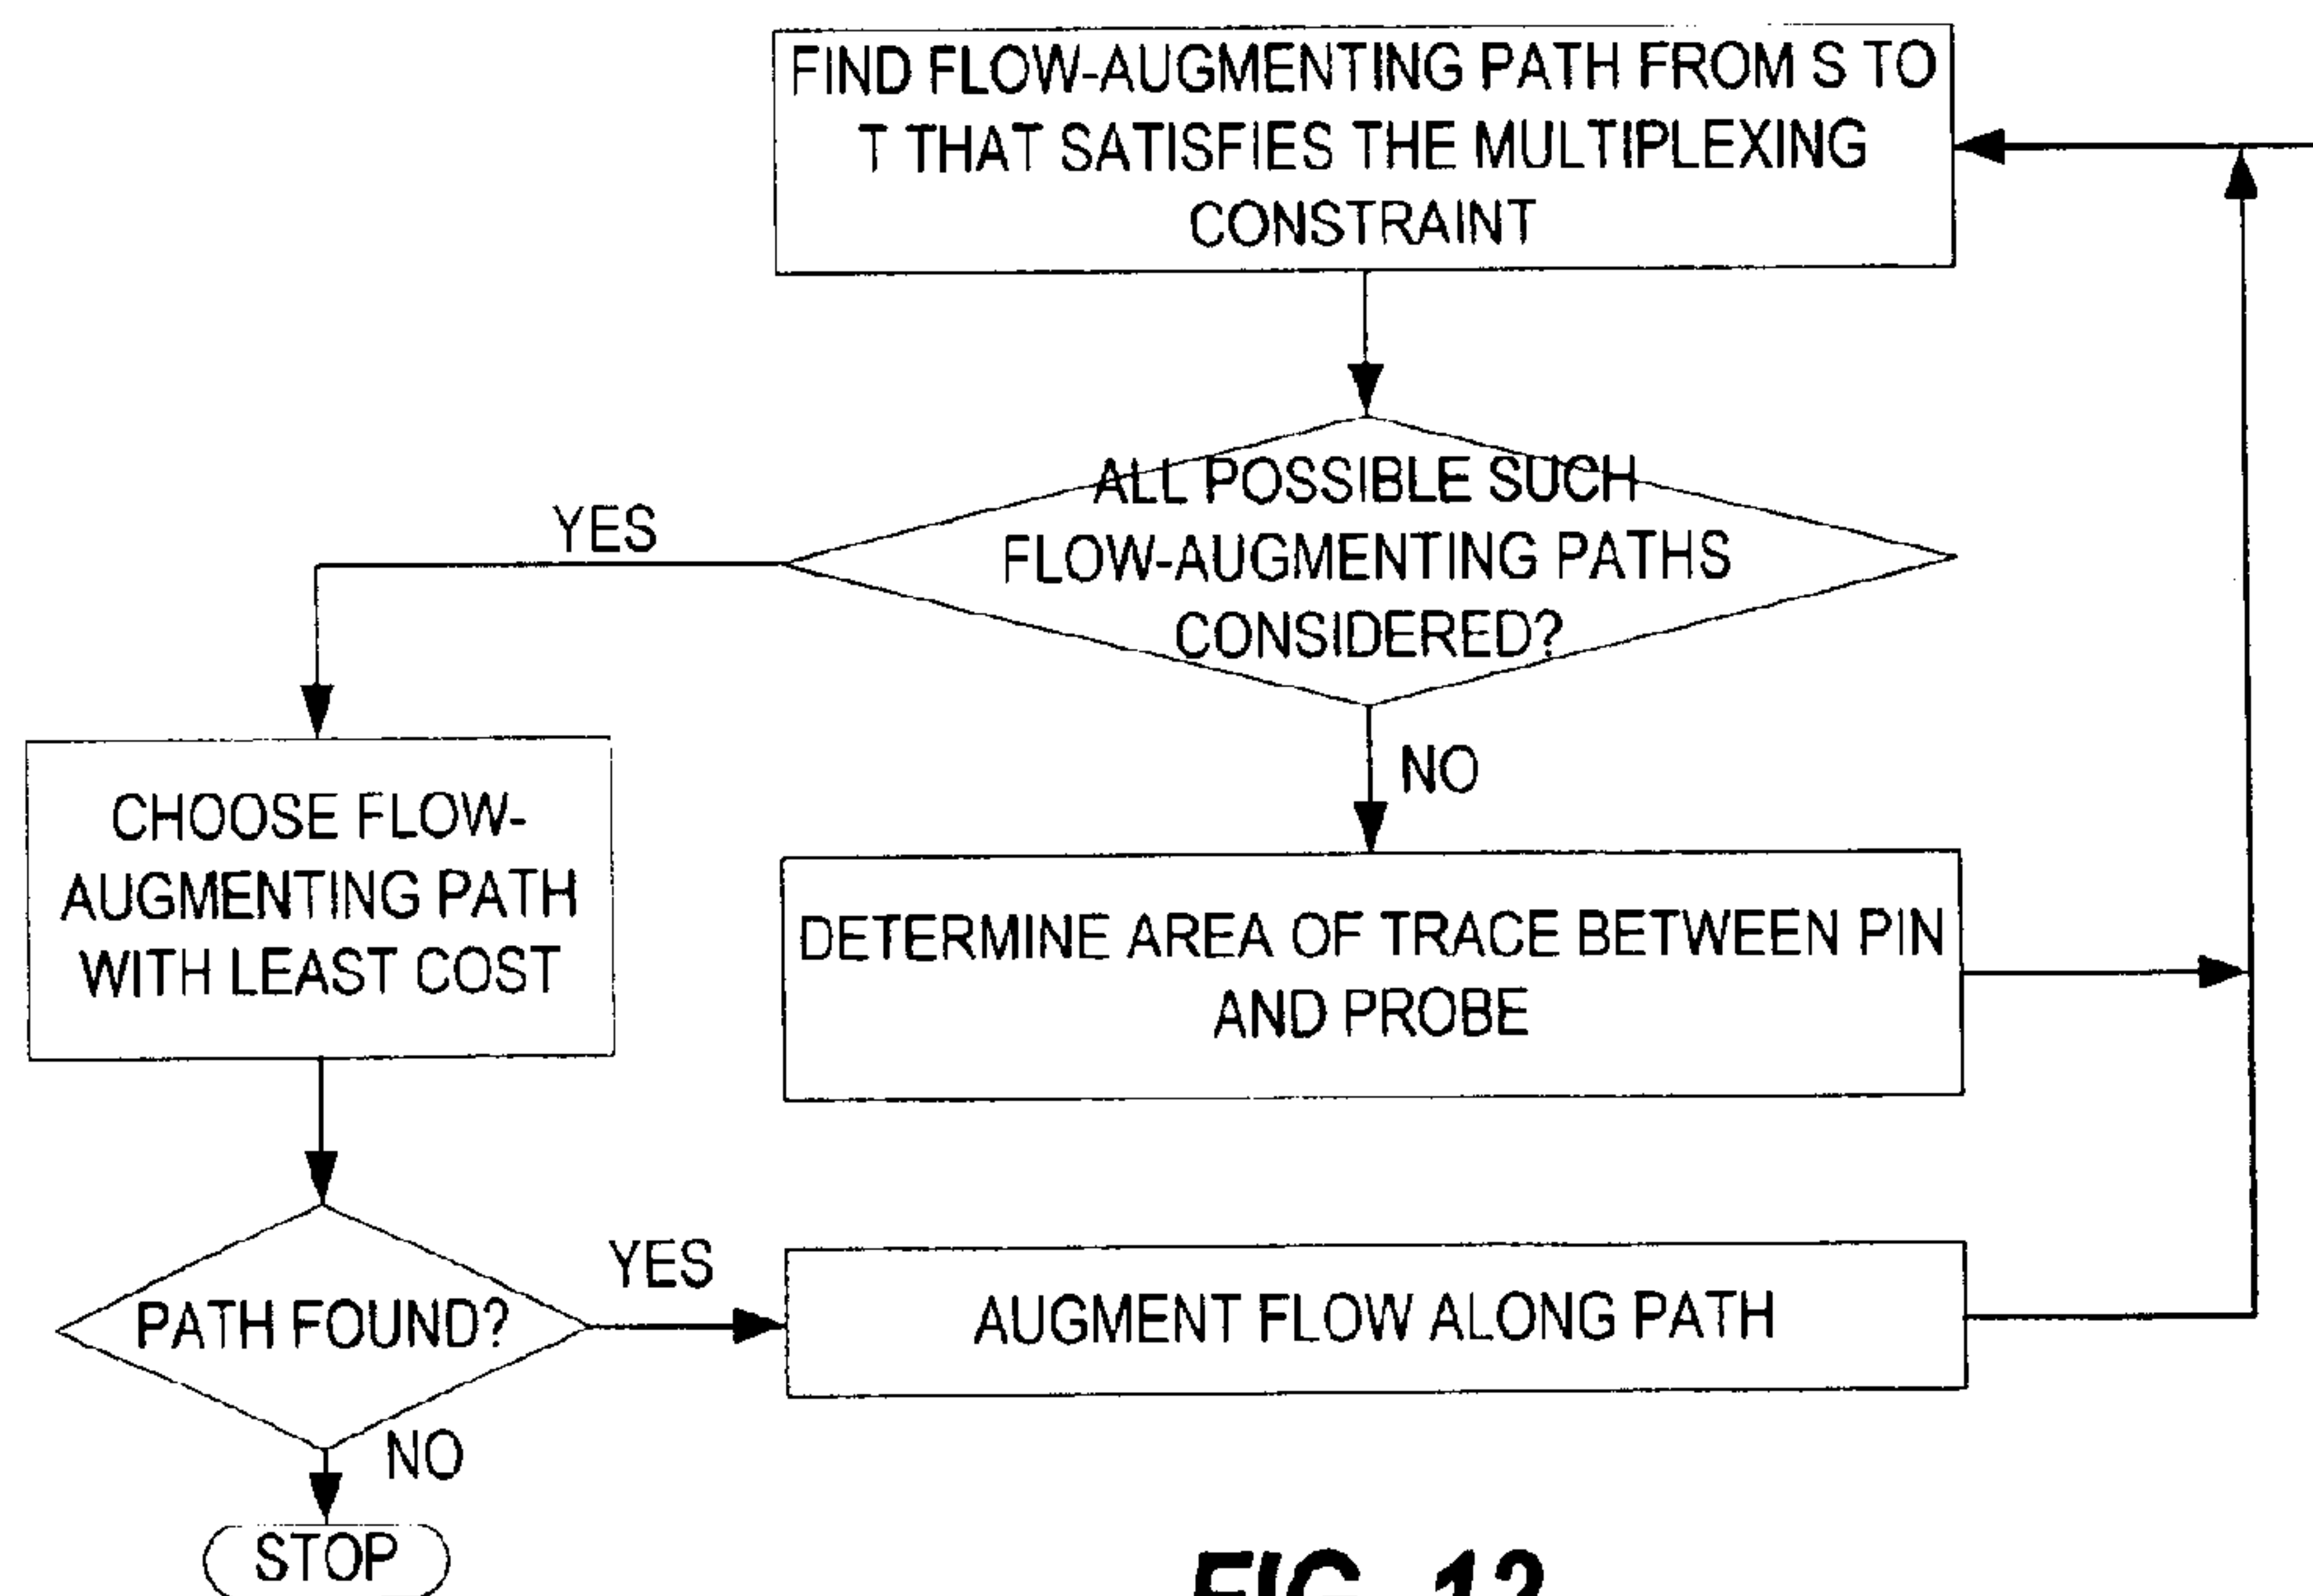 FIND FLOW-AUGMENTING PATH FROM S TO
T THAT SATISFIES THE MULTIPLEXING
CONSTRAINT
ALL POSSIBLE SUCH
FLOW-AUGMENTING PATHS
CONSIDERED?
YES
NO
CHOOSE FLOW-
AUGMENTING PATH
WITH LEAST COST
DETERMINE AREA OF TRACE BETWEEN PIN
AND PROBE
PATH FOUND?
YES
AUGMENT FLOW ALONG PATH
NO
STOP
FIG. 12